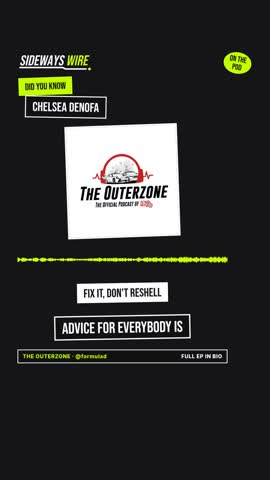 SIDEWAYS WIRE
ON THE
POD
DID YOU KNOW
CHELSEA DENOFA
THE OUTERZONE
THE OFFICIAL PODCAST OF
FIX IT, DON'T RESHELL
ADVICE FOR EVERYBODY IS
THE OUTERZONE · @formulad
FULL EP IN BIO